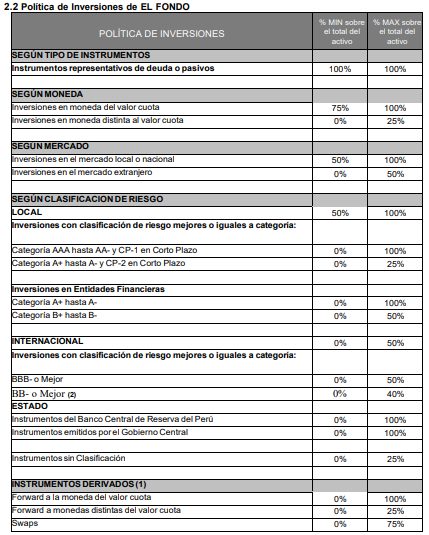 2.2 Política de Inversiones de EL FONDO
POLÍTICA DE INVERSIONES % MIN sobre el total del activo % MAX sobre el total del activo
SEGÚN TIPO DE INSTRUMENTOS
Instrumentos representativos de deuda o pasivos 100% 100%
SEGÚN MONEDA
Inversiones en moneda del valor cuota 75% 100%
Inversiones en moneda distinta al valor cuota 0% 25%
SEGÚN MERCADO
Inversiones en el mercado local o nacional 50% 100%
Inversiones en el mercado extranjero 0% 50%
SEGÚN CLASIFICACION DE RIESGO
LOCAL 50% 100%
Inversiones con clasificación de riesgo mejores o iguales a categoría:
Categoría AAA hasta AA- y CP-1 en Corto Plazo 0% 100%
Categoría A+ hasta A- y CP-2 en Corto Plazo 0% 25%
Inversiones en Entidades Financieras
Categoría A+ hasta A- 0% 100%
Categoría B+ hasta B- 0% 50%
INTERNACIONAL 0% 50%
Inversiones con clasificación de riesgo mejores o iguales a categoría:
BBB- o Mejor 0% 50%
BB- o Mejor (2) 0% 40%
ESTADO
Instrumentos del Banco Central de Reserva del Perú 0% 100%
Instrumentos emitidos por el Gobierno Central 0% 100%
Instrumentos sin Clasificación 0% 25%
INSTRUMENTOS DERIVADOS (1)
Forward a la moneda del valor cuota 0% 100%
Forward a monedas distintas del valor cuota 0% 25%
Swaps 0% 75%